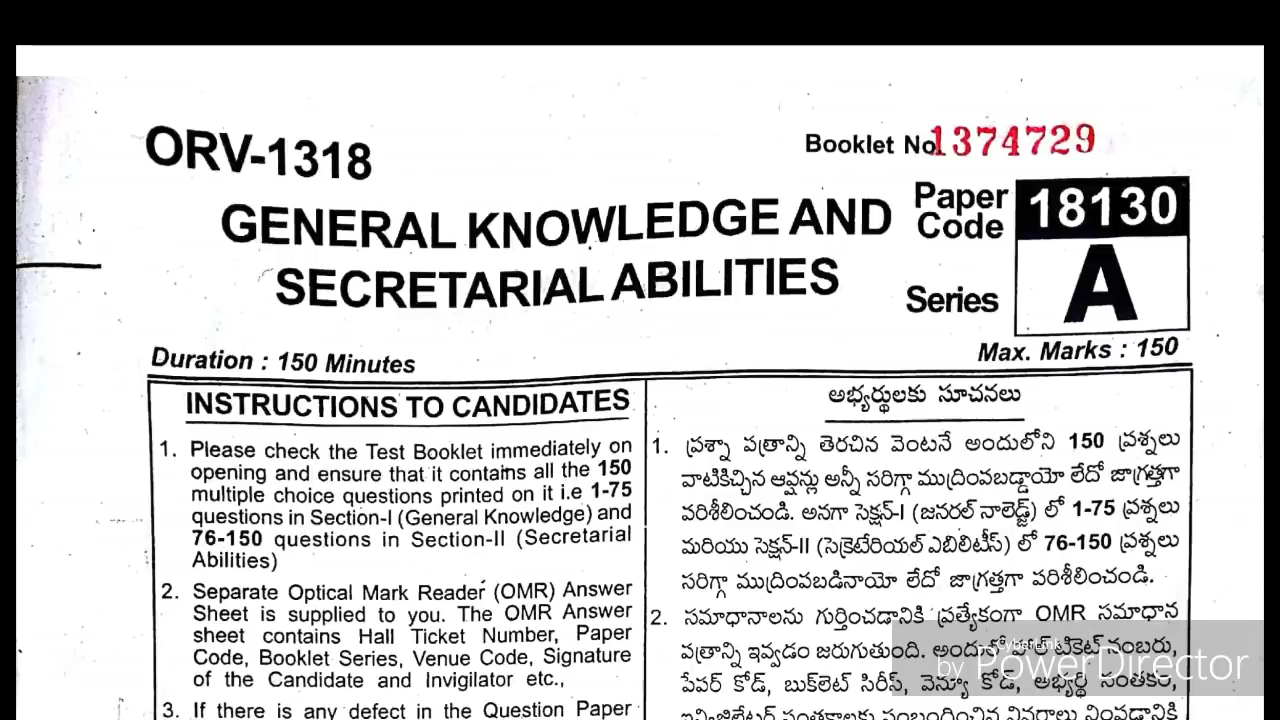 ORV-1318
Booklet No.1374729
GENERAL KNOWLEDGE AND
SECRETARIAL ABILITIES
Paper
Code
18130
Series
A
Duration : 150 Minutes
Max. Marks : 150
INSTRUCTIONS TO CANDIDATES
1. Please check the Test Booklet immediately on
opening and ensure that it contains all the 150
multiple choice questions printed on it i.e 1-75
questions in Section-I (General Knowledge) and
76-150 questions in Section-II (Secretarial
Abilities)
2. Separate Optical Mark Reader (OMR) Answer
Sheet is supplied to you. The OMR Answer
sheet contains Hall Ticket Number, Paper
Code, Booklet Series, Venue Code, Signature
of the Candidate and Invigilator etc.,
3. If there is any defect in the Question Paper
అభ్యర్థులకు సూచనలు
1. ప్రశ్నా పత్రాన్ని తెరచిన వెంటనే అందులోని 150 ప్రశ్నలు
వాటికిచ్చిన ఆప్షన్లు అన్నీ సరిగ్గా ముద్రింపబడ్డాయో లేదో జాగ్రత్తగా
పరిశీలించండి. అనగా సెక్షన్-I (జనరల్ నాలెడ్జ్) లో 1-75 ప్రశ్నలు
మరియు సెక్షన్-II (సెక్రెటేరియల్ ఎబిలిటీస్) లో 76-150 ప్రశ్నలు
సరిగ్గా ముద్రింపబడినాయో లేదో జాగ్రత్తగా పరిశీలించండి.
2. సమాధానాలను గుర్తించడానికి ప్రత్యేకంగా OMR సమాధాన
పత్రాన్ని ఇవ్వడం జరుగుతుంది. అందులో నంబరు,
పేపర్ కోడ్, బుక్‌లెట్ సిరీస్, వెన్యూ కోడ్, అభ్యర్థి సంతకం,
CyberLink
by PowerDirector